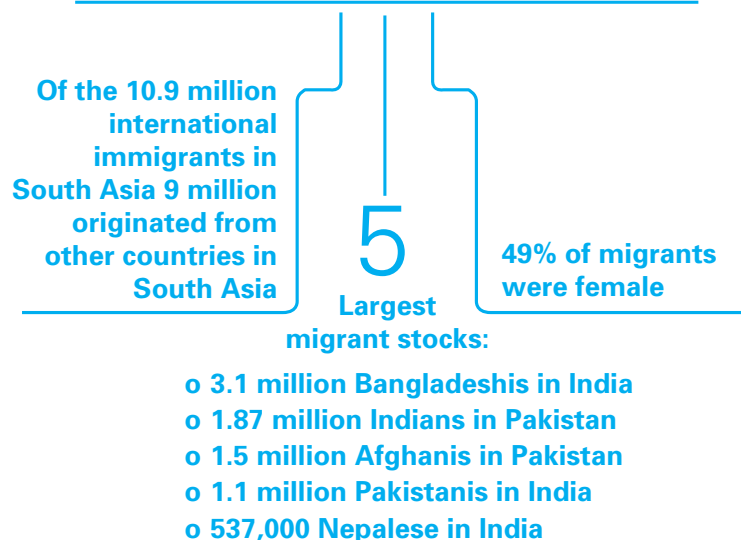 Of the 10.9 million
international
immigrants in
South Asia 9 million
originated from
other countries in
South Asia
5
Largest
migrant stocks:
49% of migrants
were female
o 3.1 million Bangladeshis in India
o 1.87 million Indians in Pakistan
o 1.5 million Afghanis in Pakistan
o 1.1 million Pakistanis in India
o 537,000 Nepalese in India